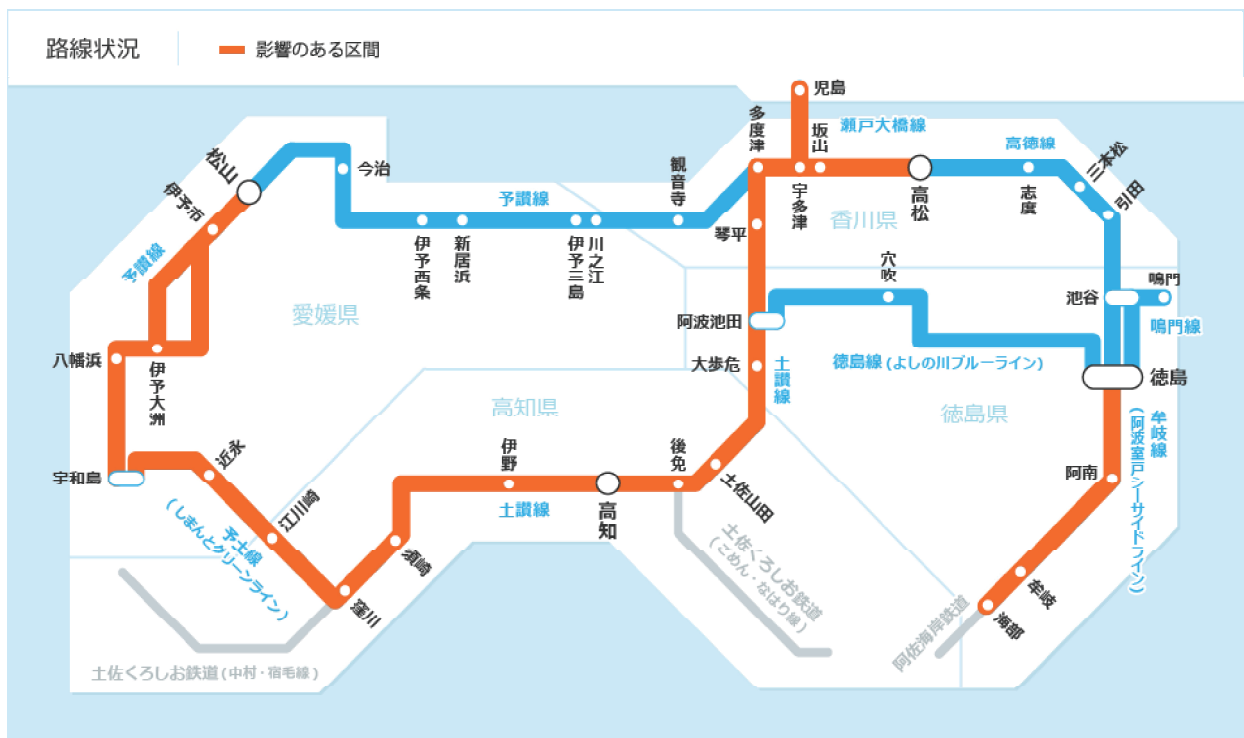 路線状況
影響のある区間
児島
多度津
坂出
瀬戸大橋線
高徳線
三本松
松山
今治
観音寺
宇多津
高松
志度
引田
伊予市
予讃線
予讃線
香川県
琴平
伊予西条
新居浜
伊予三島
川之江
穴吹
池谷
鳴門
鳴門線
愛媛県
阿波池田
八幡浜
伊予大洲
大歩危
土讃線
徳島線(よしの川ブルーライン)
徳島
高知県
徳島県
牟岐線
(阿波室戸シーサイドライン)
宇和島
近永
伊野
後免
阿南
土讃線
高知
土佐山田
江川崎
予土線
(しまんとグリーンライン)
須崎
土佐くろしお鉄道
(ごめん・なはり線)
窪川
牟岐
海部
阿佐海岸鉄道
土佐くろしお鉄道(中村・宿毛線)